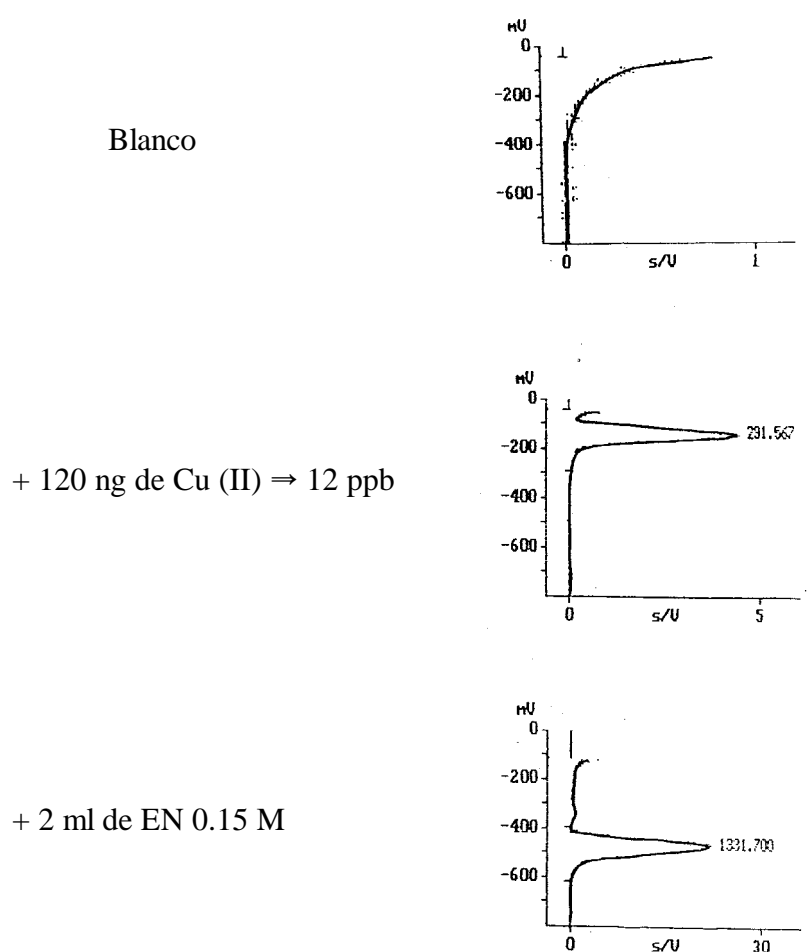 mV
0
-200
Blanco
-400
-600
0 s/V 1
mV
0
-200
291.567
+ 120 ng de Cu (II) ⇒ 12 ppb
-400
-600
0 s/V 5
mV
0
-200
+ 2 ml de EN 0.15 M
-400
1331.700
-600
0 s/V 30